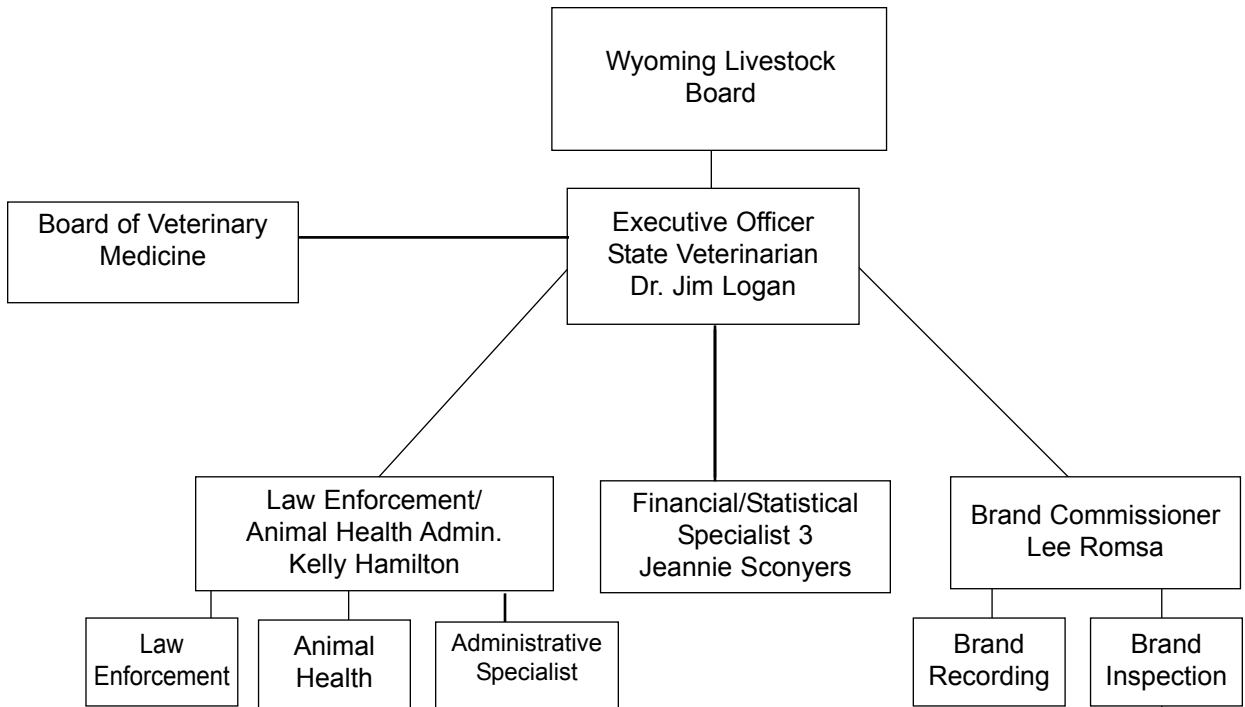 Wyoming Livestock
Board
Board of Veterinary
Medicine
Executive Officer
State Veterinarian
Dr. Jim Logan
Law Enforcement/
Animal Health Admin.
Kelly Hamilton
Financial/Statistical
Specialist 3
Jeannie Sconyers
Brand Commissioner
Lee Romsa
Law
Enforcement
Animal
Health
Administrative
Specialist
Brand
Recording
Brand
Inspection